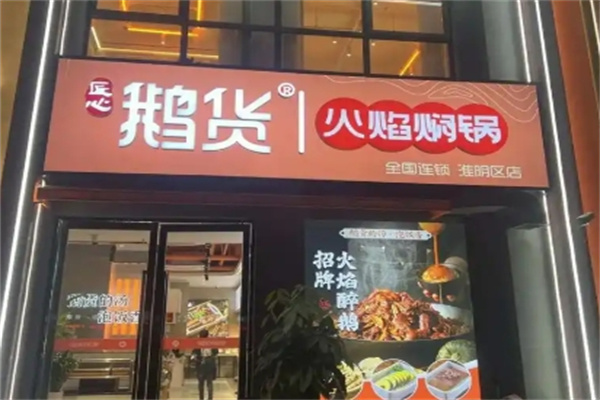 匠心
鹅货®
火焰焖锅
全国连锁 淮阴区店
招牌
火焰醉鹅